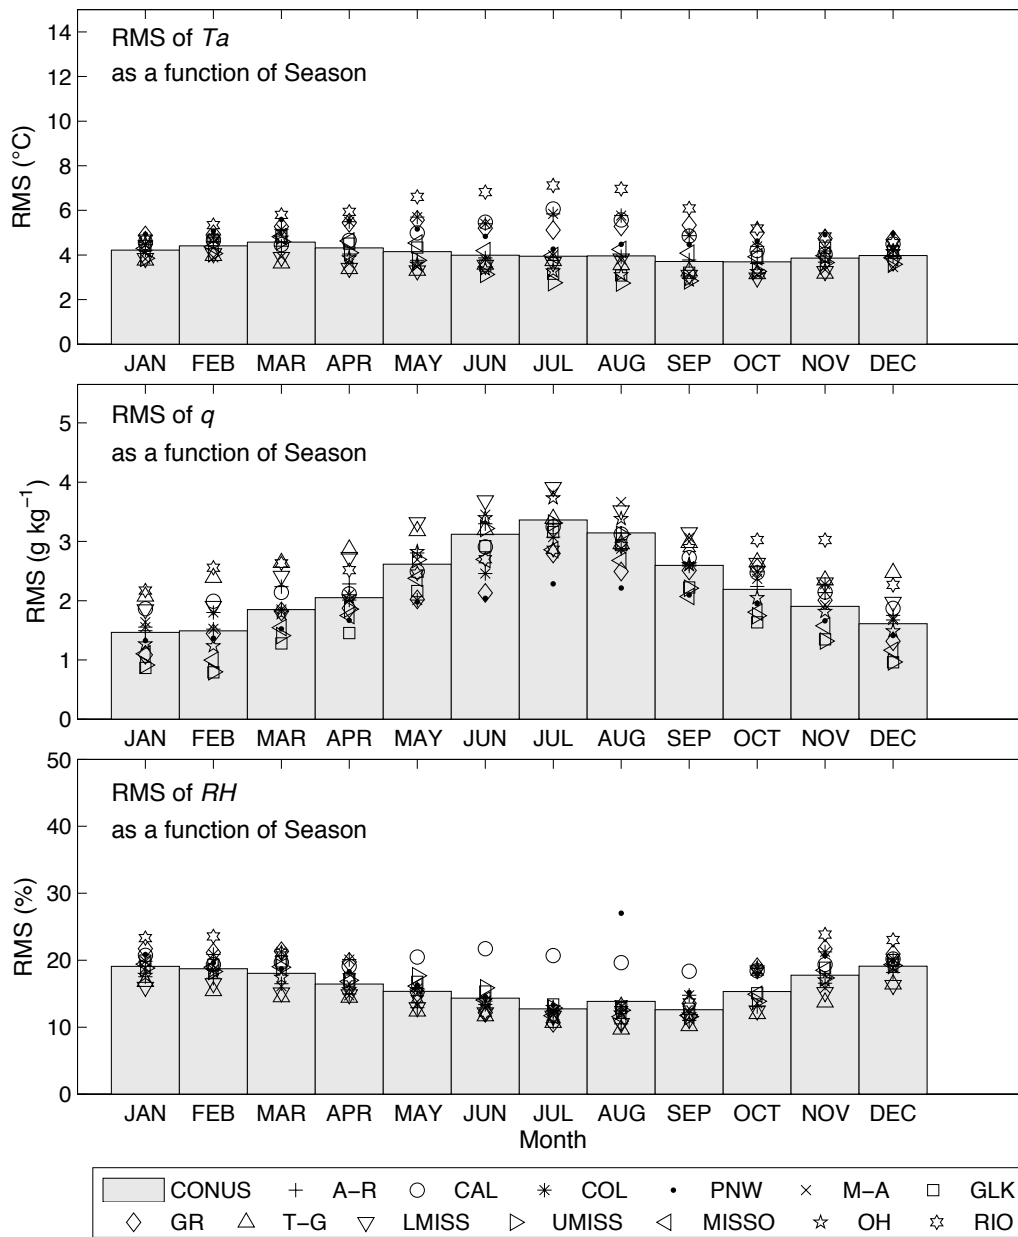 RMS of Ta
as a function of Season
RMS (°C)
14
12
10
8
6
4
2
0
JAN FEB MAR APR MAY JUN JUL AUG SEP OCT NOV DEC
RMS of q
as a function of Season
RMS (g kg−1)
5
4
3
2
1
0
JAN FEB MAR APR MAY JUN JUL AUG SEP OCT NOV DEC
RMS of RH
as a function of Season
RMS (%)
50
40
30
20
10
0
JAN FEB MAR APR MAY JUN JUL AUG SEP OCT NOV DEC
Month
CONUS A−R CAL COL PNW M−A GLK
GR T−G LMISS UMISS MISSO OH RIO